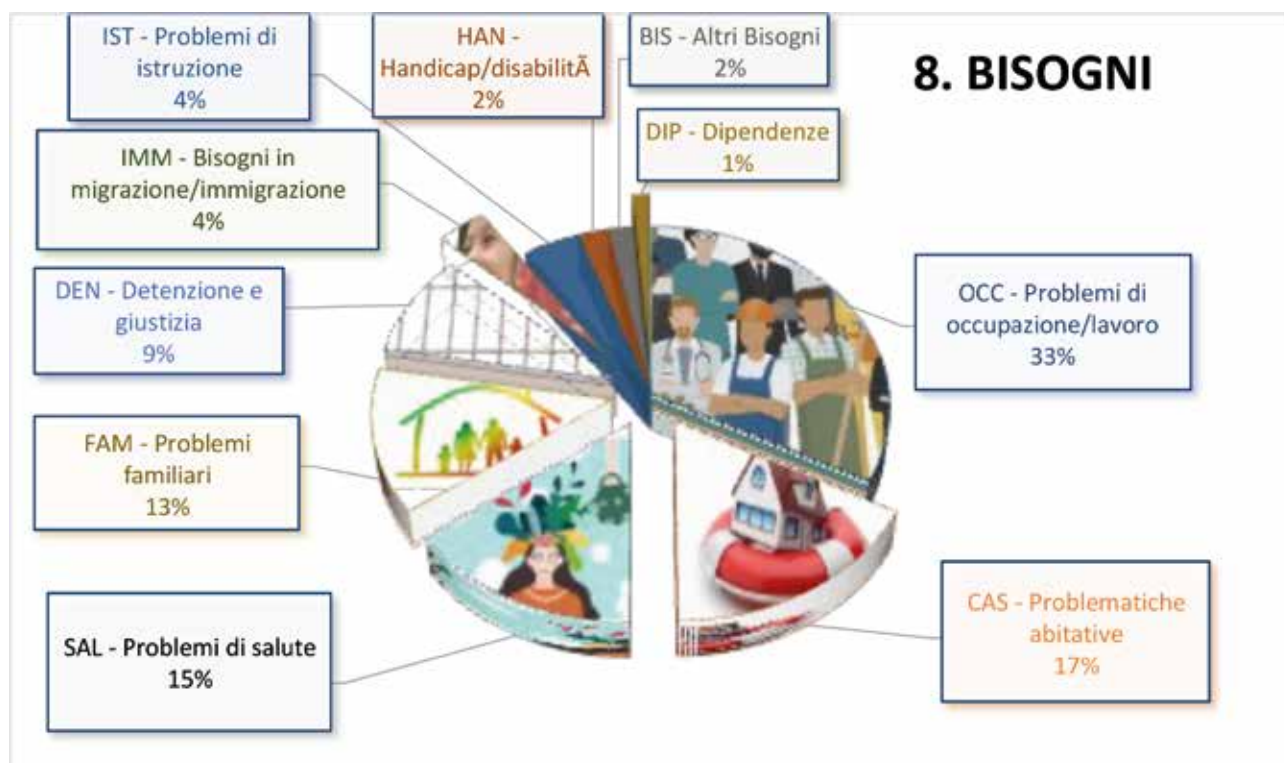 8. BISOGNI
IST - Problemi di
istruzione
4%
HAN -
Handicap/disabilitÃ
2%
BIS - Altri Bisogni
2%
DIP - Dipendenze
1%
IMM - Bisogni in
migrazione/immigrazione
4%
DEN - Detenzione e
giustizia
9%
OCC - Problemi di
occupazione/lavoro
33%
FAM - Problemi
familiari
13%
SAL - Problemi di salute
15%
CAS - Problematiche
abitative
17%